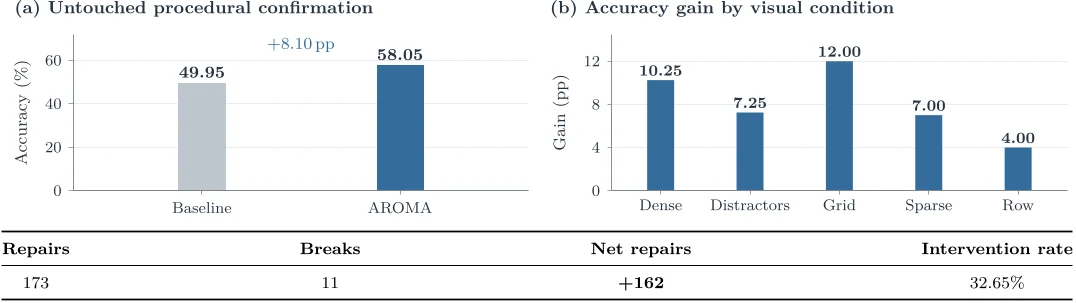 (a) Untouched procedural confirmation
Accuracy (%)
60
40
20
0
+8.10 pp
49.95
58.05
Baseline
AROMA
(b) Accuracy gain by visual condition
Gain (pp)
12
8
4
0
10.25
7.25
12.00
7.00
4.00
Dense
Distractors
Grid
Sparse
Row
Repairs Breaks Net repairs Intervention rate
173 11 +162 32.65%